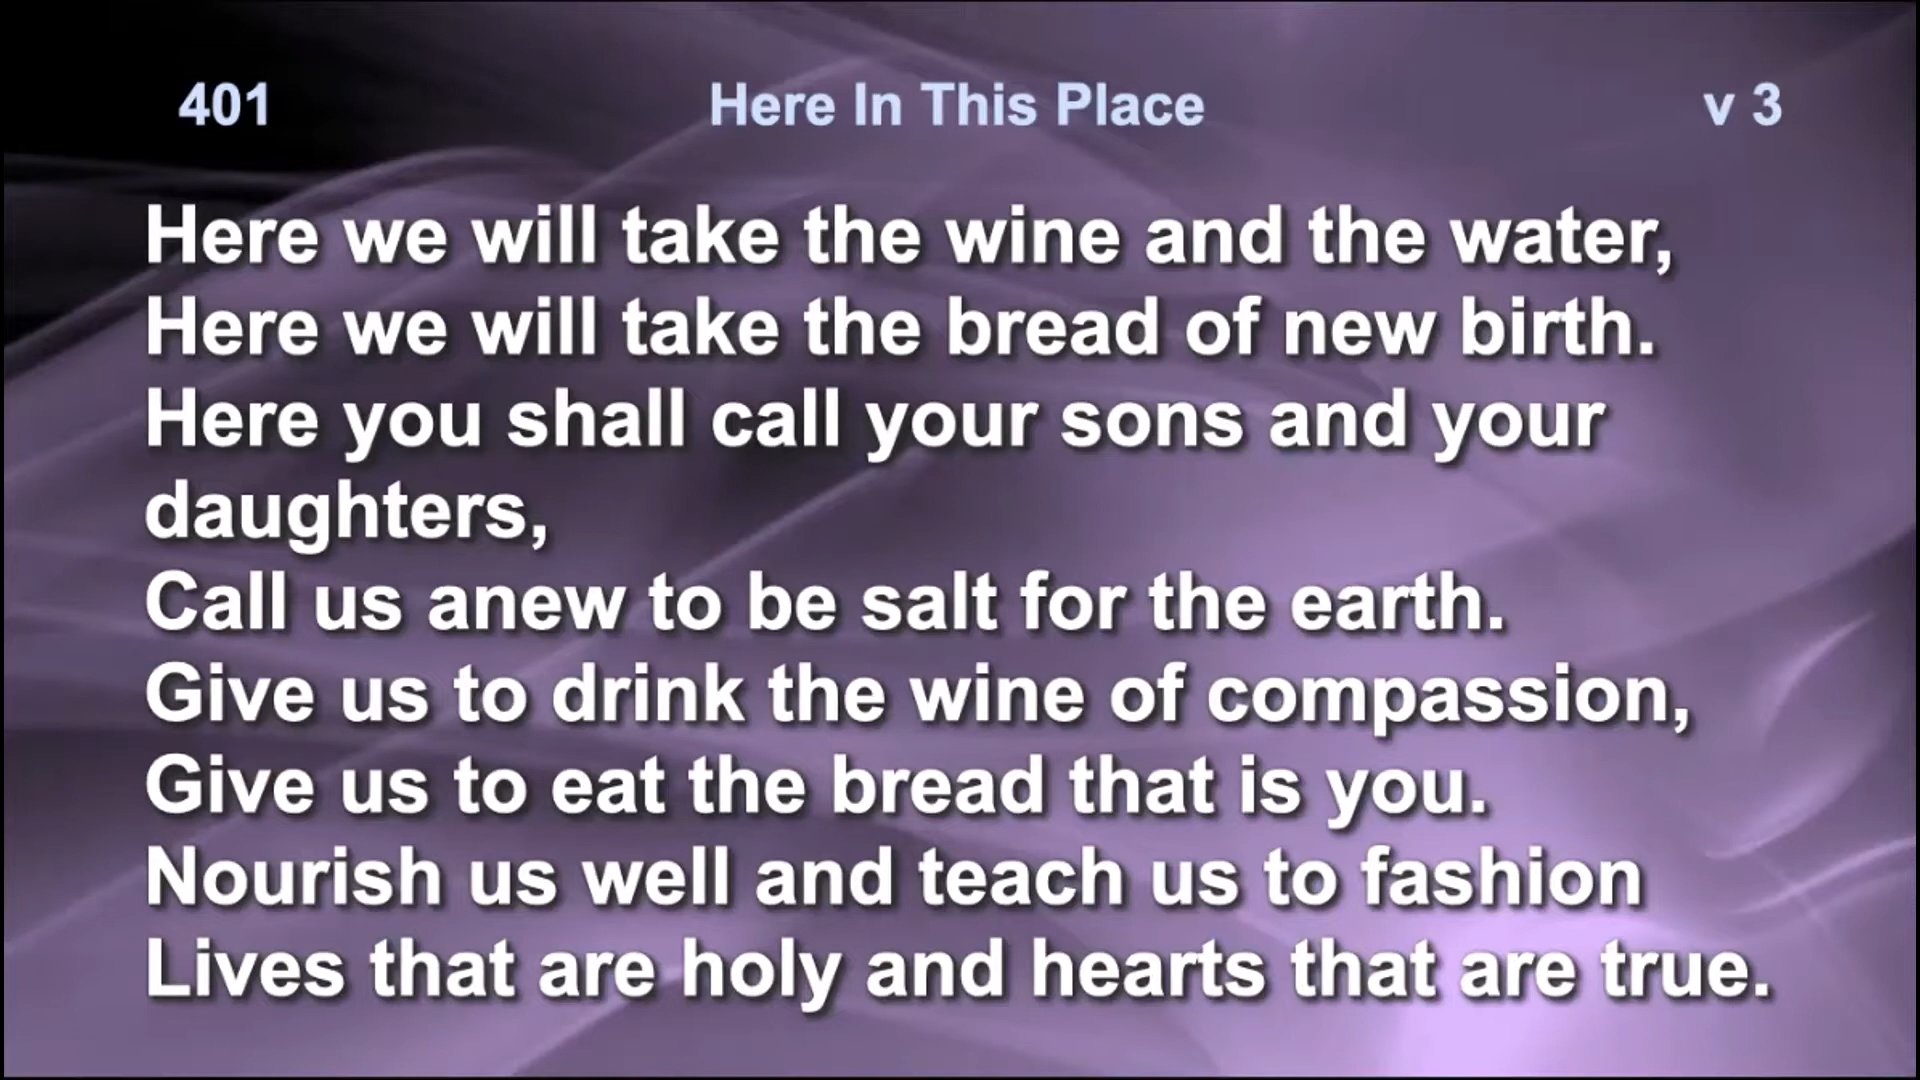 401 Here In This Place v 3
Here we will take the wine and the water,
Here we will take the bread of new birth.
Here you shall call your sons and your
daughters,
Call us anew to be salt for the earth.
Give us to drink the wine of compassion,
Give us to eat the bread that is you.
Nourish us well and teach us to fashion
Lives that are holy and hearts that are true.